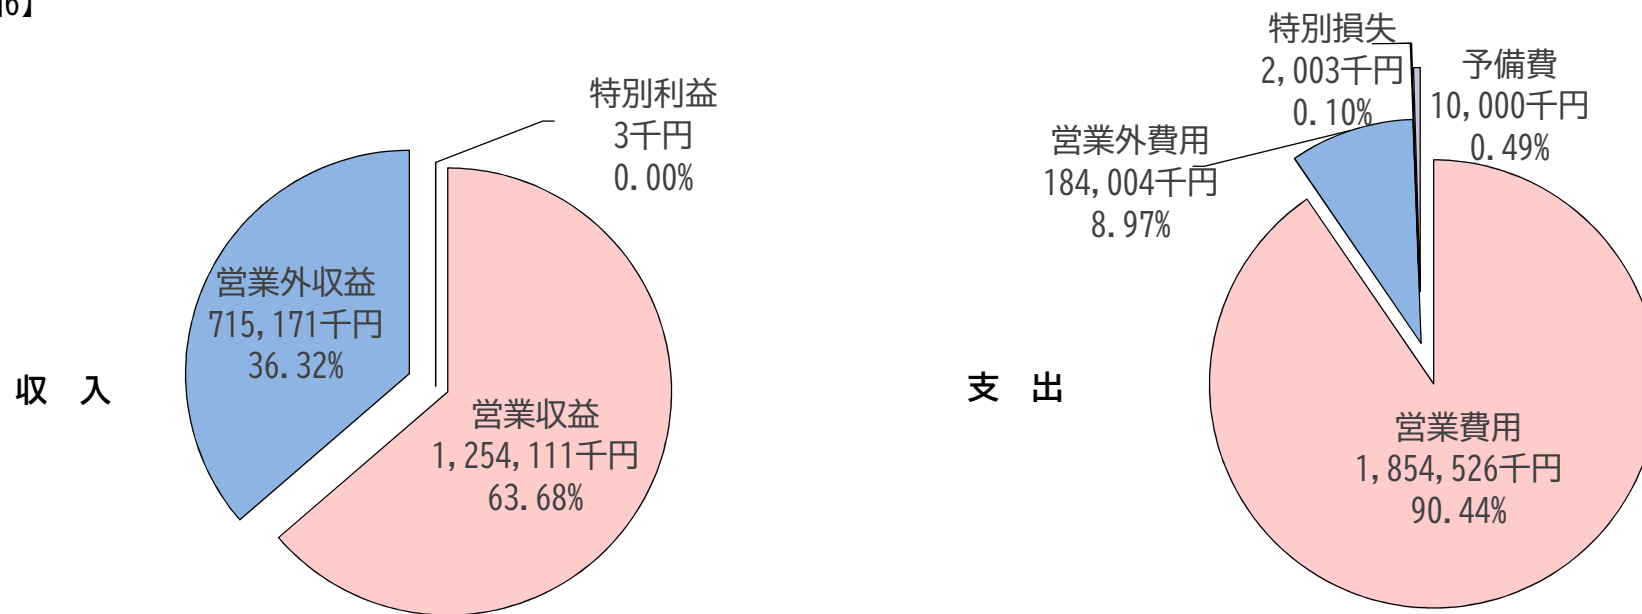 6】
収 入
特別利益
3千円
0.00%
営業外収益
715,171千円
36.32%
営業収益
1,254,111千円
63.68%
支 出
特別損失
2,003千円
0.10%
予備費
10,000千円
0.49%
営業外費用
184,004千円
8.97%
営業費用
1,854,526千円
90.44%